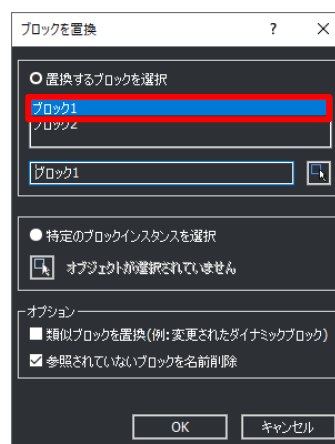 ブロックを置換
? ×
置換するブロックを選択
ブロック1
ブロック2
ブロック1
特定のブロックインスタンスを選択
オブジェクトが選択されていません
オプション
類似ブロックを置換(例: 変更されたダイナミックブロック)
参照されていないブロックを名前削除
OK キャンセル